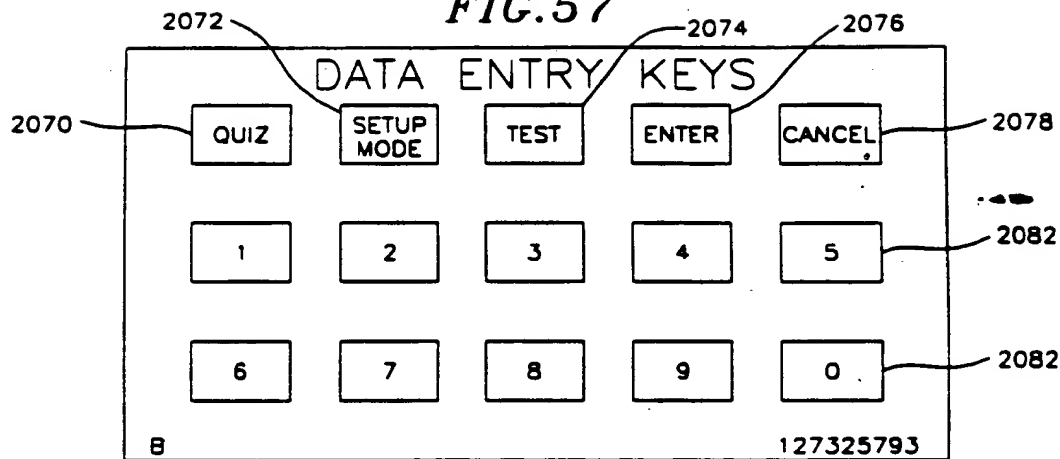 FIG.57
2072 2074 2076
DATA ENTRY KEYS
2070 QUIZ SETUP MODE TEST ENTER CANCEL 2078
1 2 3 4 5 2082
6 7 8 9 0 2082
B 127325793